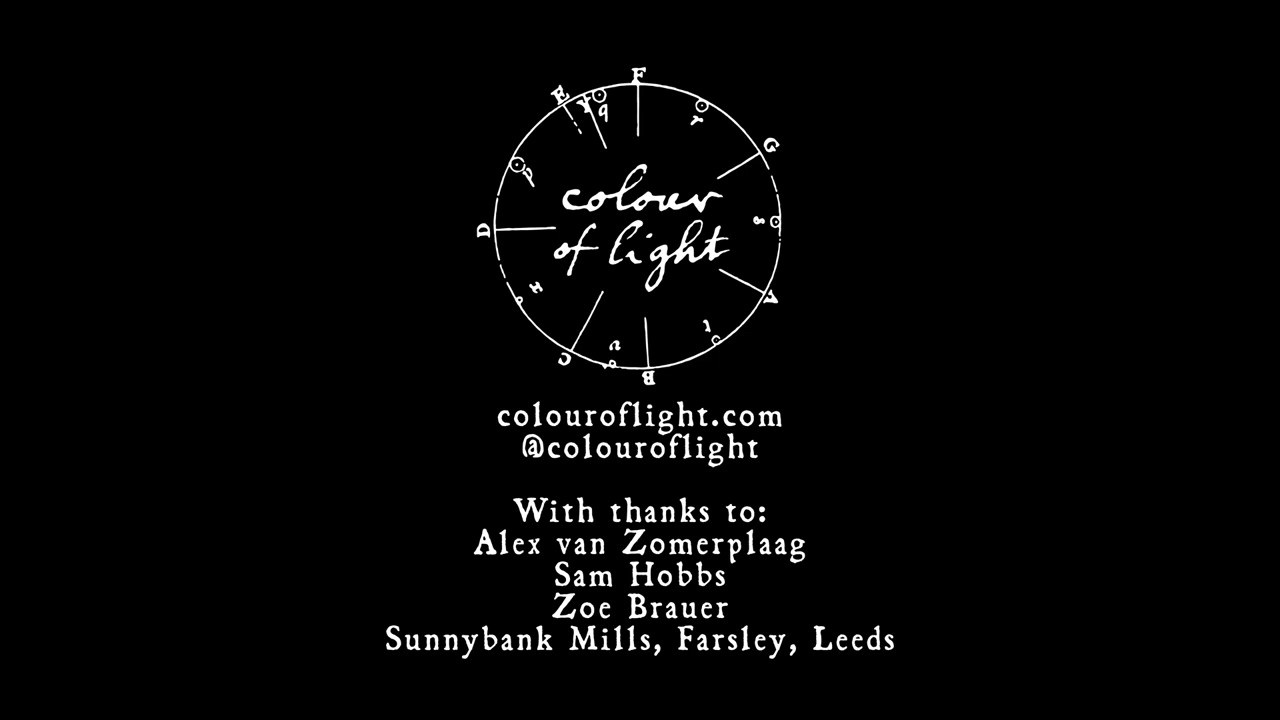 F
E
y
q
r
G
p
colour
s
D
of light
x
A
t
u
C
B
colouroflight.com
@colouroflight
With thanks to:
Alex van Zomerplaag
Sam Hobbs
Zoe Brauer
Sunnybank Mills, Farsley, Leeds